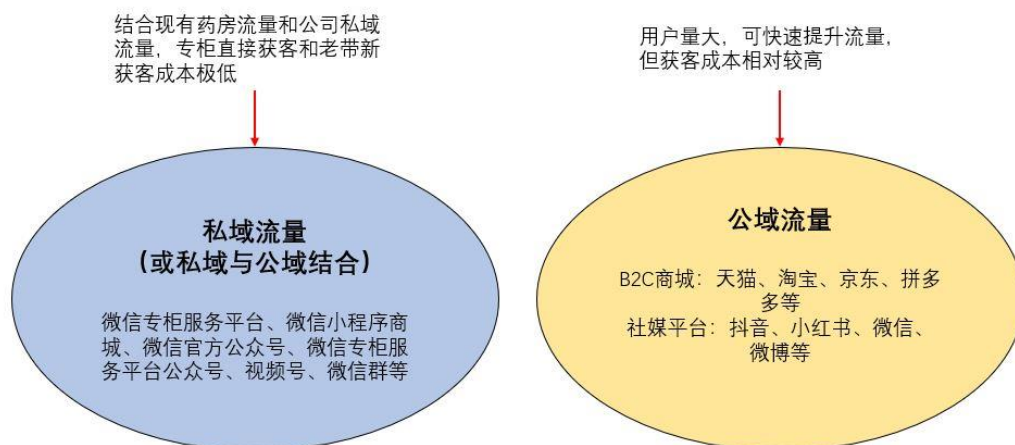 结合现有药房流量和公司私域
流量，专柜直接获客和老带新
获客成本极低
用户量大，可快速提升流量，
但获客成本相对较高
私域流量
（或私域与公域结合）
微信专柜服务平台、微信小程序商
城、微信官方公众号、微信专柜服
务平台公众号、视频号、微信群等
公域流量
B2C商城：天猫、淘宝、京东、拼多
多等
社媒平台：抖音、小红书、微信、
微博等